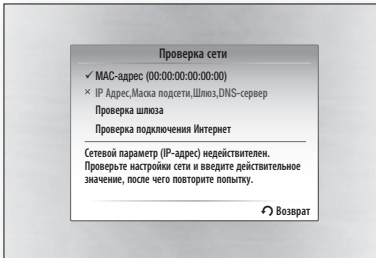 Проверка сети
✓ MAC-адрес (00:00:00:00:00:00)
× IP Адрес,Маска подсети,Шлюз,DNS-сервер
Проверка шлюза
Проверка подключения Интернет
Сетевой параметр (IP-адрес) недействителен.
Проверьте настройки сети и введите действительное
значение, после чего повторите попытку.
Возврат